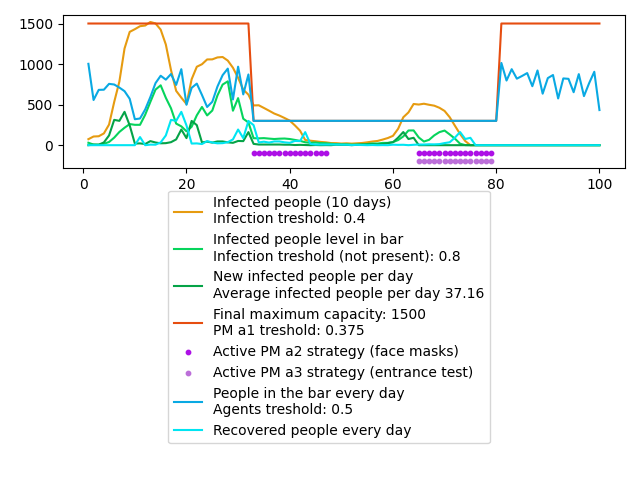 1500
1000
500
0
0
20
40
60
80
100
Infected people (10 days)
Infection treshold: 0.4
Infected people level in bar
Infection treshold (not present): 0.8
New infected people per day
Average infected people per day 37.16
Final maximum capacity: 1500
PM a1 treshold: 0.375
Active PM a2 strategy (face masks)
Active PM a3 strategy (entrance test)
People in the bar every day
Agents treshold: 0.5
Recovered people every day